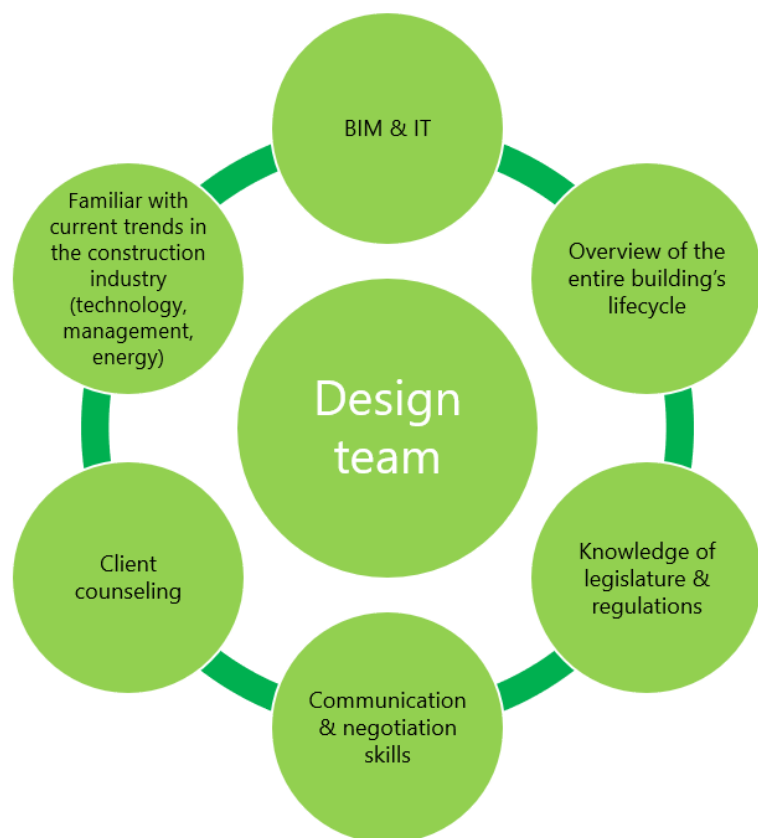 BIM & IT
Overview of the
entire building's
lifecycle
Knowledge of
legislature &
regulations
Communication
& negotiation
skills
Client
counseling
Familiar with
current trends in
the construction
industry
(technology,
management,
energy)
Design
team